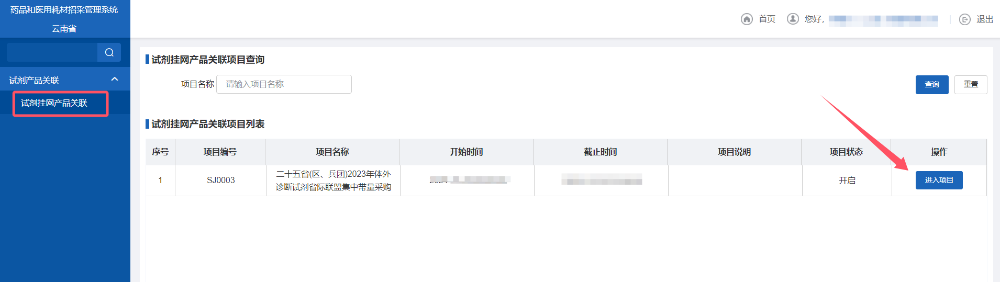 药品和医用耗材招采管理系统
云南省
首页
您好,
退出
试剂产品关联
试剂挂网产品关联
试剂挂网产品关联项目查询
项目名称 请输入项目名称
查询 重置
试剂挂网产品关联项目列表
序号 项目编号 项目名称 开始时间 截止时间 项目说明 项目状态 操作
1 SJ0003 二十五省(区、兵团)2023年体外
诊断试剂省际联盟集中带量采购
开启 进入项目